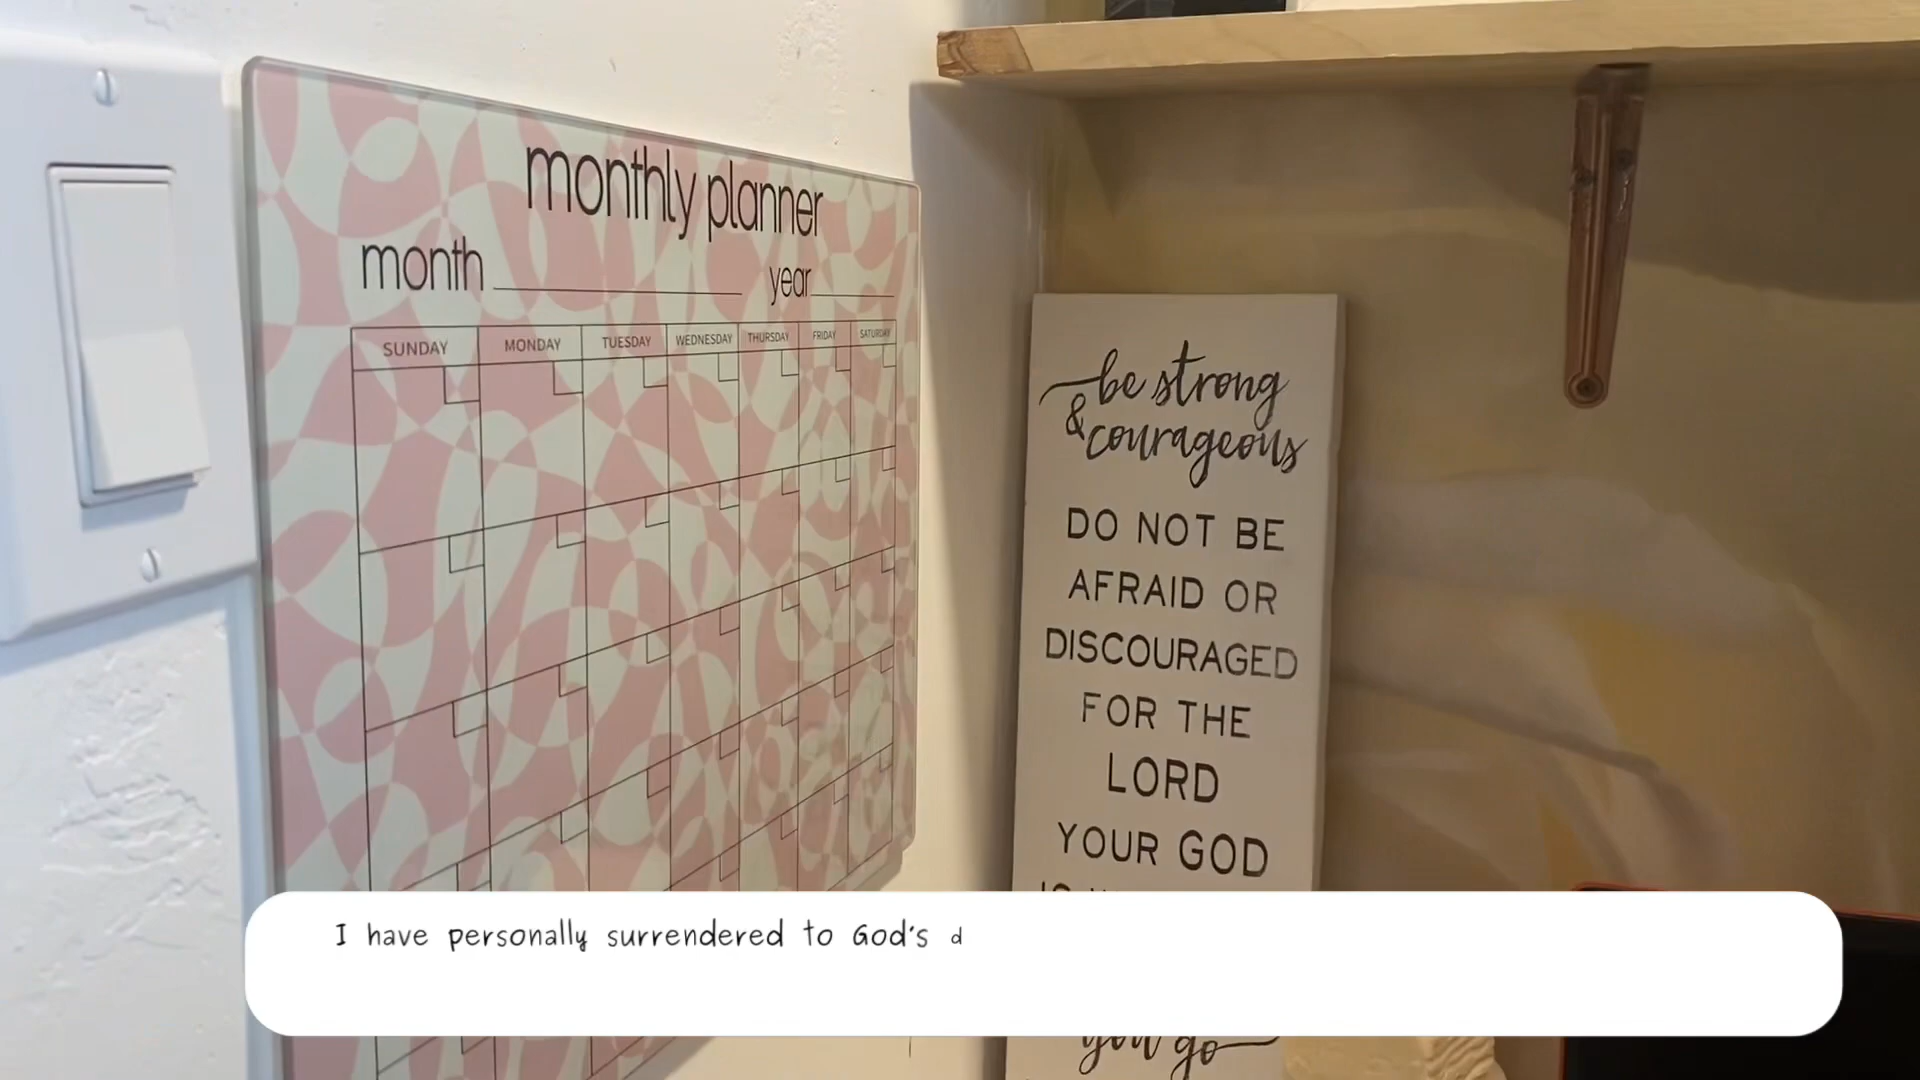 monthly planner
month year
SUNDAY MONDAY TUESDAY WEDNESDAY THURSDAY FRIDAY SATURDAY
be strong
& courageous
DO NOT BE
AFRAID OR
DISCOURAGED
FOR THE
LORD
YOUR GOD
you go
I have personally surrendered to God's d